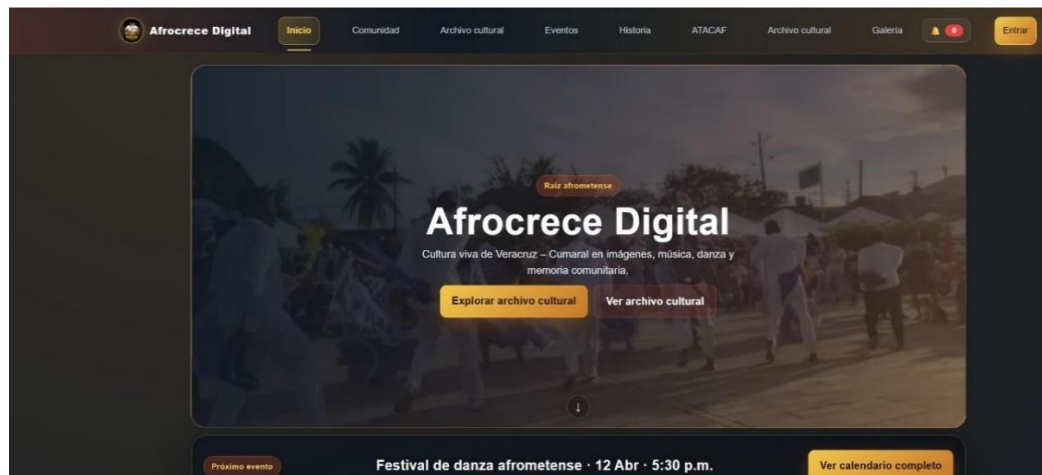 Afrocrece Digital
Inicio
Comunidad
Archivo cultural
Eventos
Historia
ATACAF
Archivo cultural
Galería
0
Entrar
Raíz afrometense
Afrocrece Digital
Cultura viva de Veracruz – Cumaral en imágenes, música, danza y
memoria comunitaria.
Explorar archivo cultural
Ver archivo cultural
↓
Próximo evento
Festival de danza afrometense · 12 Abr · 5:30 p.m.
Ver calendario completo